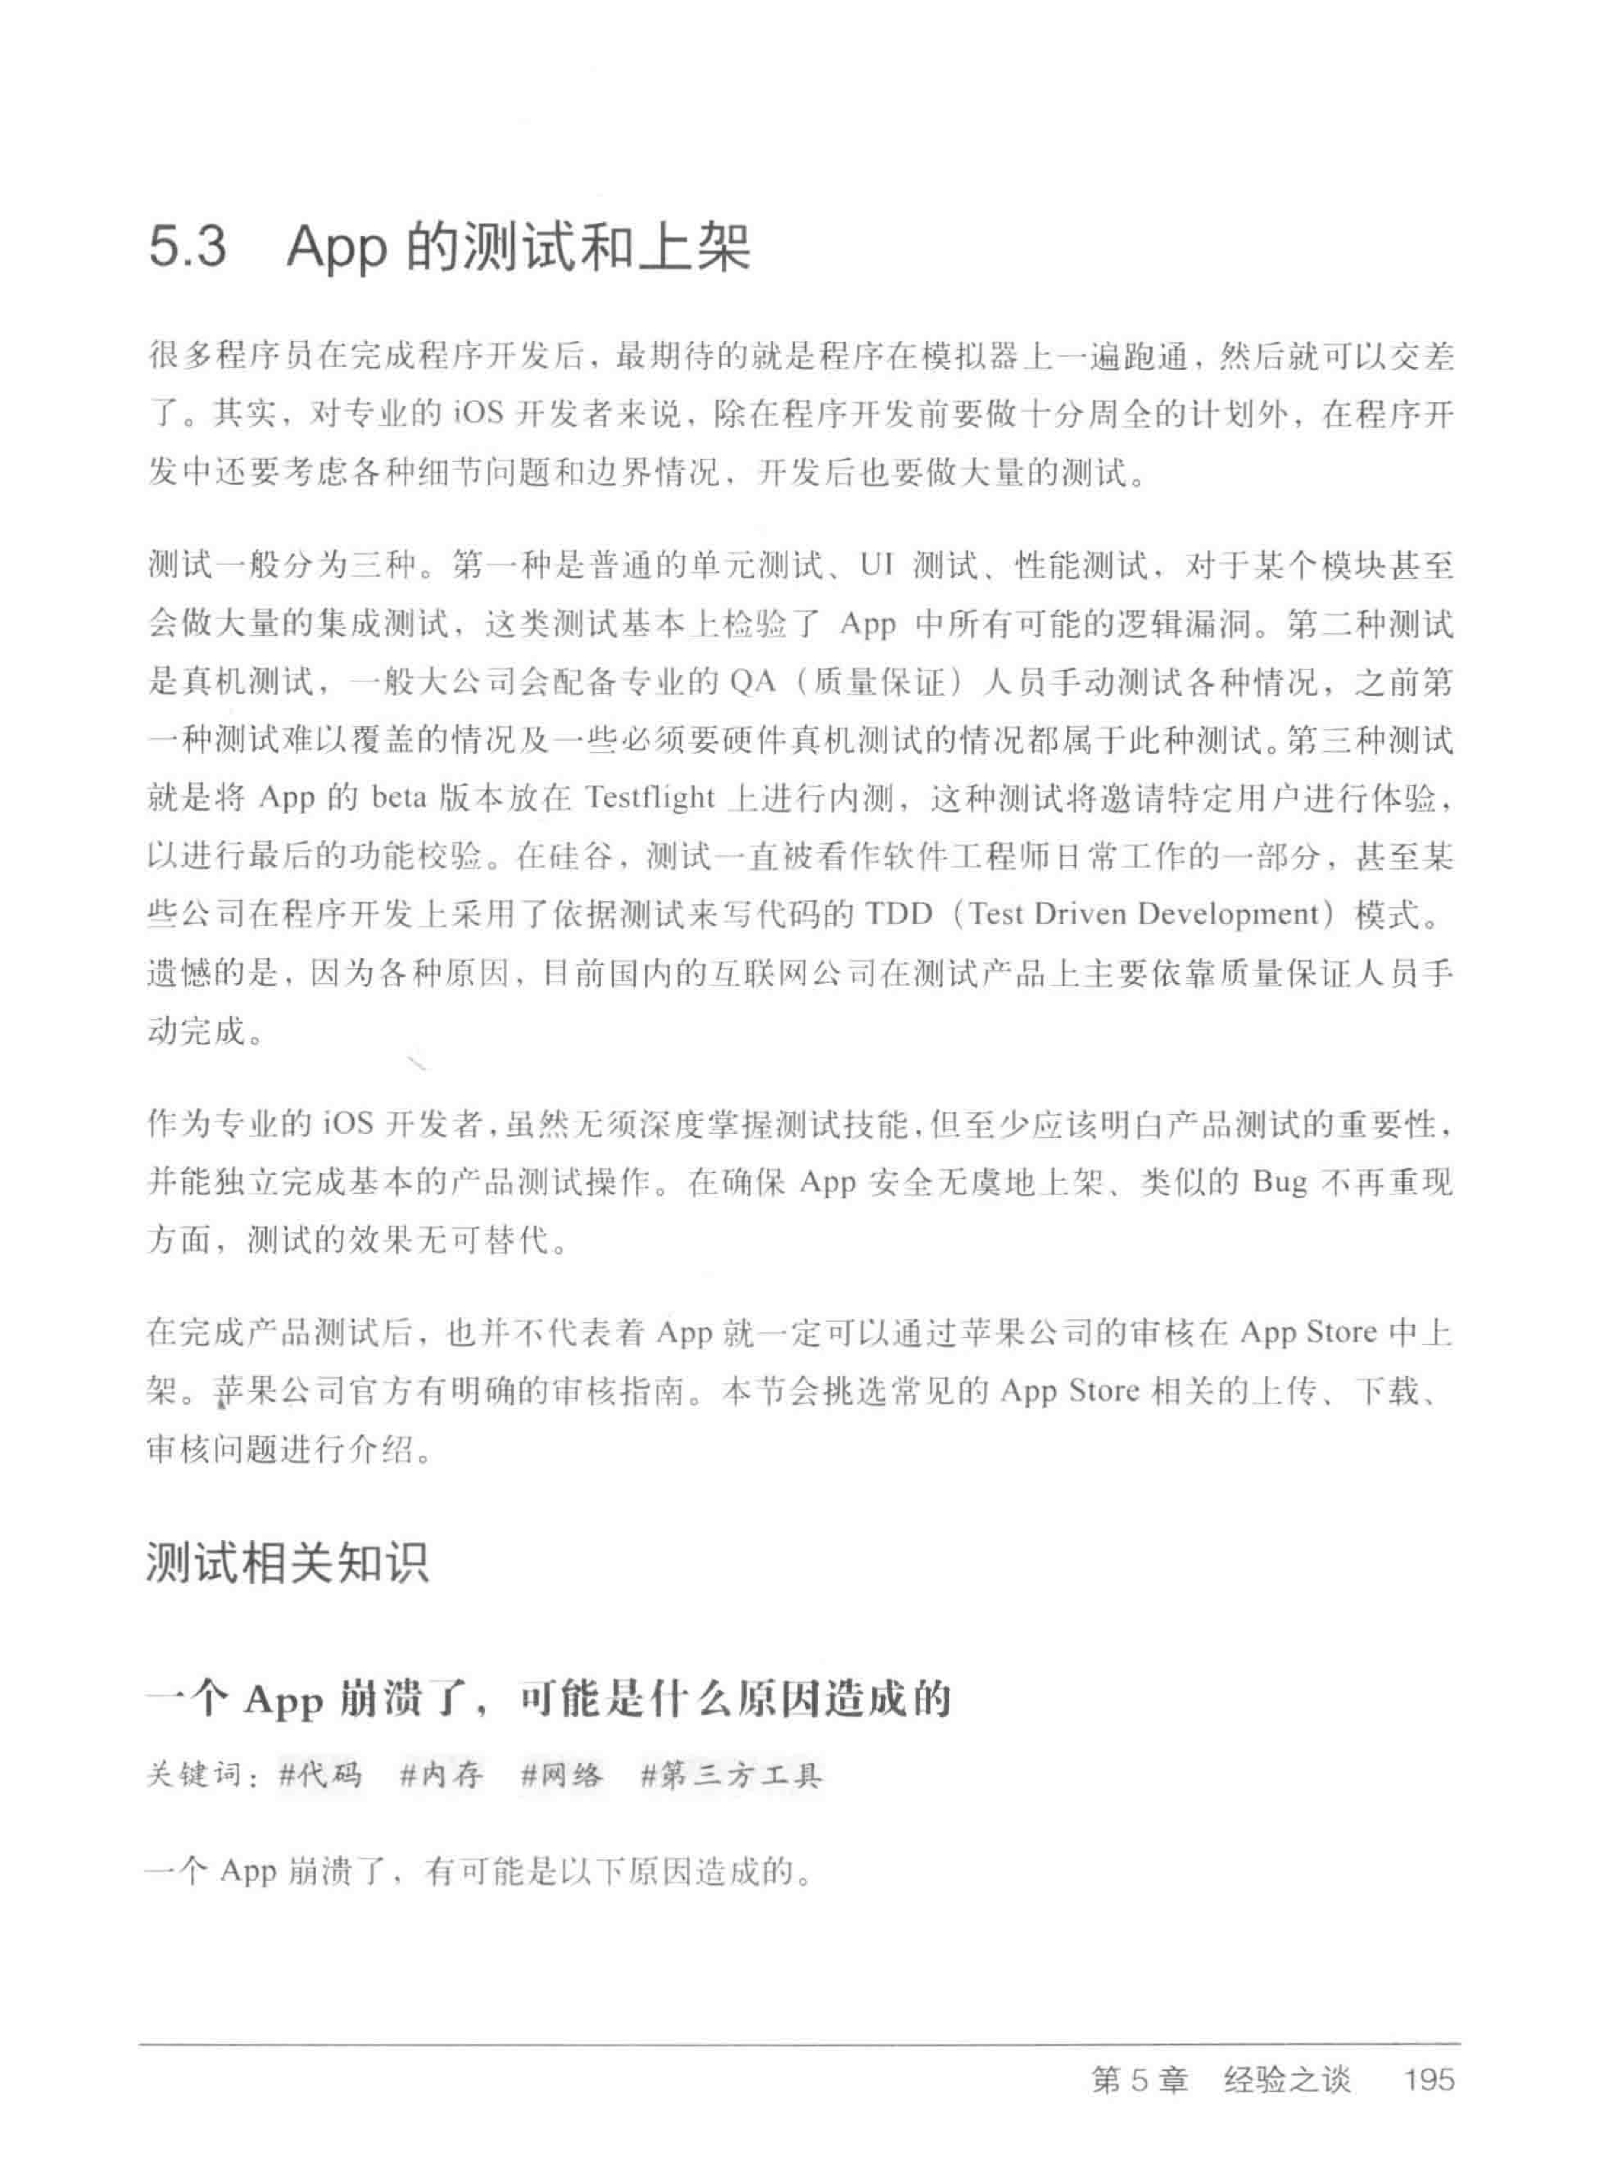 5.3 App 的测试和上架
很多程序员在完成程序开发后，最期待的就是程序在模拟器上一遍跑通，然后就可以交差
了。其实，对专业的 iOS 开发者来说，除在程序开发前要做十分周全的计划外，在程序开
发中还要考虑各种细节问题和边界情况，开发后也要做大量的测试。
测试一般分为三种。第一种是普通的单元测试、UI 测试、性能测试，对于某个模块甚至
会做大量的集成测试，这类测试基本上检验了 App 中所有可能的逻辑漏洞。第二种测试
是真机测试，一般大公司会配备专业的 QA（质量保证）人员手动测试各种情况，之前第
一种测试难以覆盖的情况及一些必须要硬件真机测试的情况都属于此种测试。第三种测试
就是将 App 的 beta 版本放在 Testflight 上进行内测，这种测试将邀请特定用户进行体验，
以进行最后的功能校验。在硅谷，测试一直被看作软件工程师日常工作的一部分，甚至某
些公司在程序开发上采用了依据测试来写代码的 TDD（Test Driven Development）模式。
遗憾的是，因为各种原因，目前国内的互联网公司在测试产品上主要依靠质量保证人员手
动完成。
作为专业的 iOS 开发者，虽然无须深度掌握测试技能，但至少应该明白产品测试的重要性，
并能独立完成基本的产品测试操作。在确保 App 安全无虞地上架、类似的 Bug 不再重现
方面，测试的效果无可替代。
在完成产品测试后，也并不代表着 App 就一定可以通过苹果公司的审核在 App Store 中上
架。苹果公司官方有明确的审核指南。本节会挑选常见的 App Store 相关的上传、下载、
审核问题进行介绍。
测试相关知识
一个 App 崩溃了，可能是什么原因造成的
关键词：#代码 #内存 #网络 #第三方工具
一个 App 崩溃了，有可能是以下原因造成的。
第 5 章 经验之谈 195